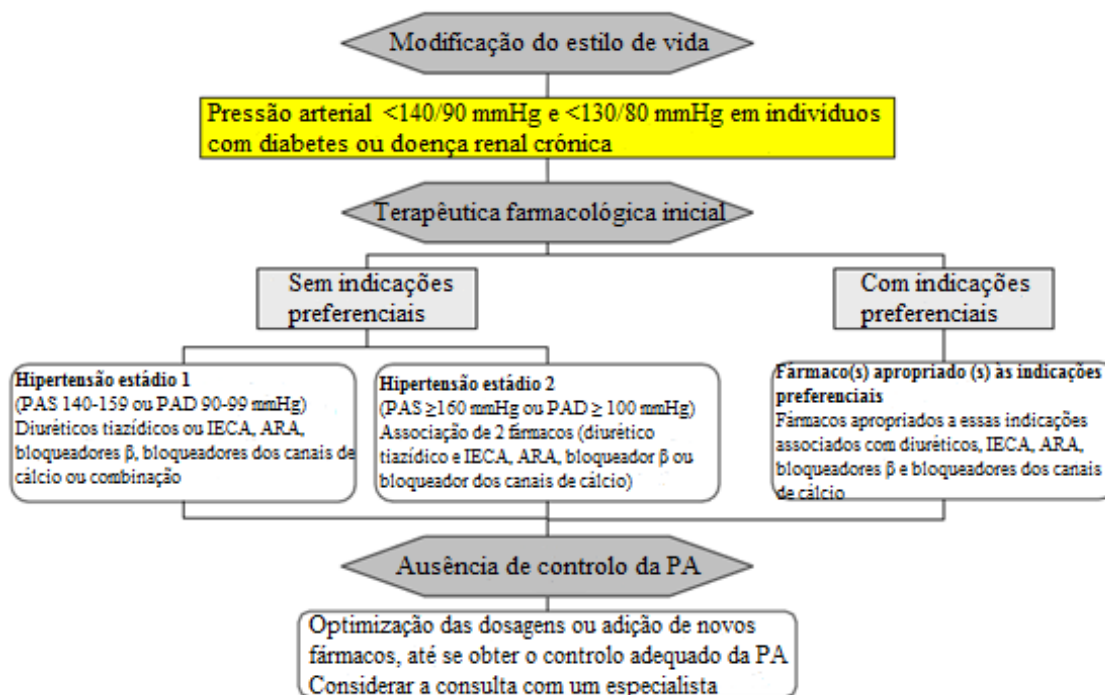 Modificação do estilo de vida
Pressão arterial <140/90 mmHg e <130/80 mmHg em indivíduos
com diabetes ou doença renal crónica
Terapêutica farmacológica inicial
Sem indicações
preferenciais
Com indicações
preferenciais
Hipertensão estádio 1
(PAS 140-159 ou PAD 90-99 mmHg)
Diuréticos tiazídicos ou IECA, ARA,
bloqueadores β, bloqueadores dos canais de
cálcio ou combinação
Hipertensão estádio 2
(PAS ≥160 mmHg ou PAD ≥ 100 mmHg)
Associação de 2 fármacos (diurético
tiazídico e IECA, ARA, bloqueador β ou
bloqueador dos canais de cálcio)
Fármaco(s) apropriado (s) às indicações
preferenciais
Fármacos apropriados a essas indicações
associados com diuréticos, IECA, ARA,
bloqueadores β e bloqueadores dos canais
de cálcio
Ausência de controlo da PA
Optimização das dosagens ou adição de novos
fármacos, até se obter o controlo adequado da PA
Considerar a consulta com um especialista